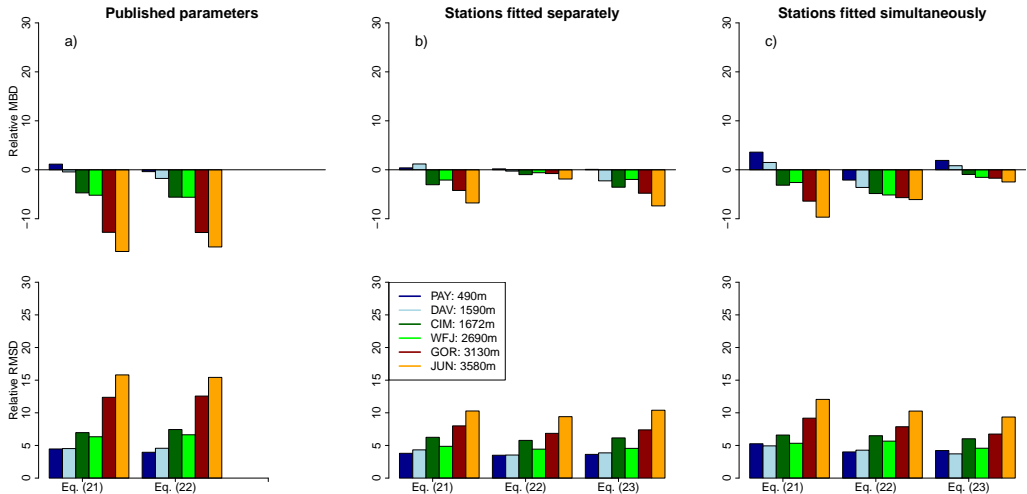 Published parameters
Stations fitted separately
Stations fitted simultaneously
a)
b)
c)
Relative MBD
30
20
10
0
−10
Relative MBD
30
20
10
0
−10
30
20
10
0
−10
Relative RMSD
30
25
20
15
10
5
0
Eq. (21)
Eq. (22)
30
25
20
15
10
5
0
PAY: 490m
DAV: 1590m
CIM: 1672m
WFJ: 2690m
GOR: 3130m
JUN: 3580m
Eq. (21)
Eq. (22)
Eq. (23)
30
25
20
15
10
5
0
Eq. (21)
Eq. (22)
Eq. (23)